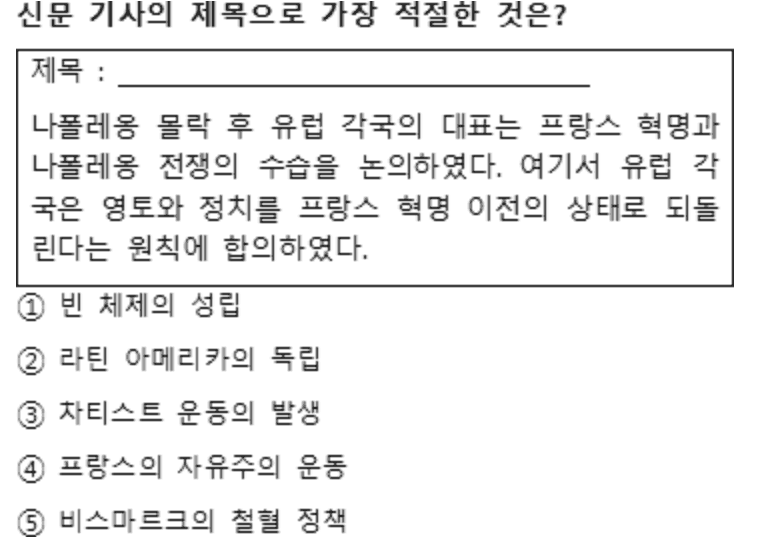 신문 기사의 제목으로 가장 적절한 것은?
제목 : ____________________
나폴레옹 몰락 후 유럽 각국의 대표는 프랑스 혁명과
나폴레옹 전쟁의 수습을 논의하였다. 여기서 유럽 각
국은 영토와 정치를 프랑스 혁명 이전의 상태로 되돌
린다는 원칙에 합의하였다.
① 빈 체제의 성립
② 라틴 아메리카의 독립
③ 차티스트 운동의 발생
④ 프랑스의 자유주의 운동
⑤ 비스마르크의 철혈 정책